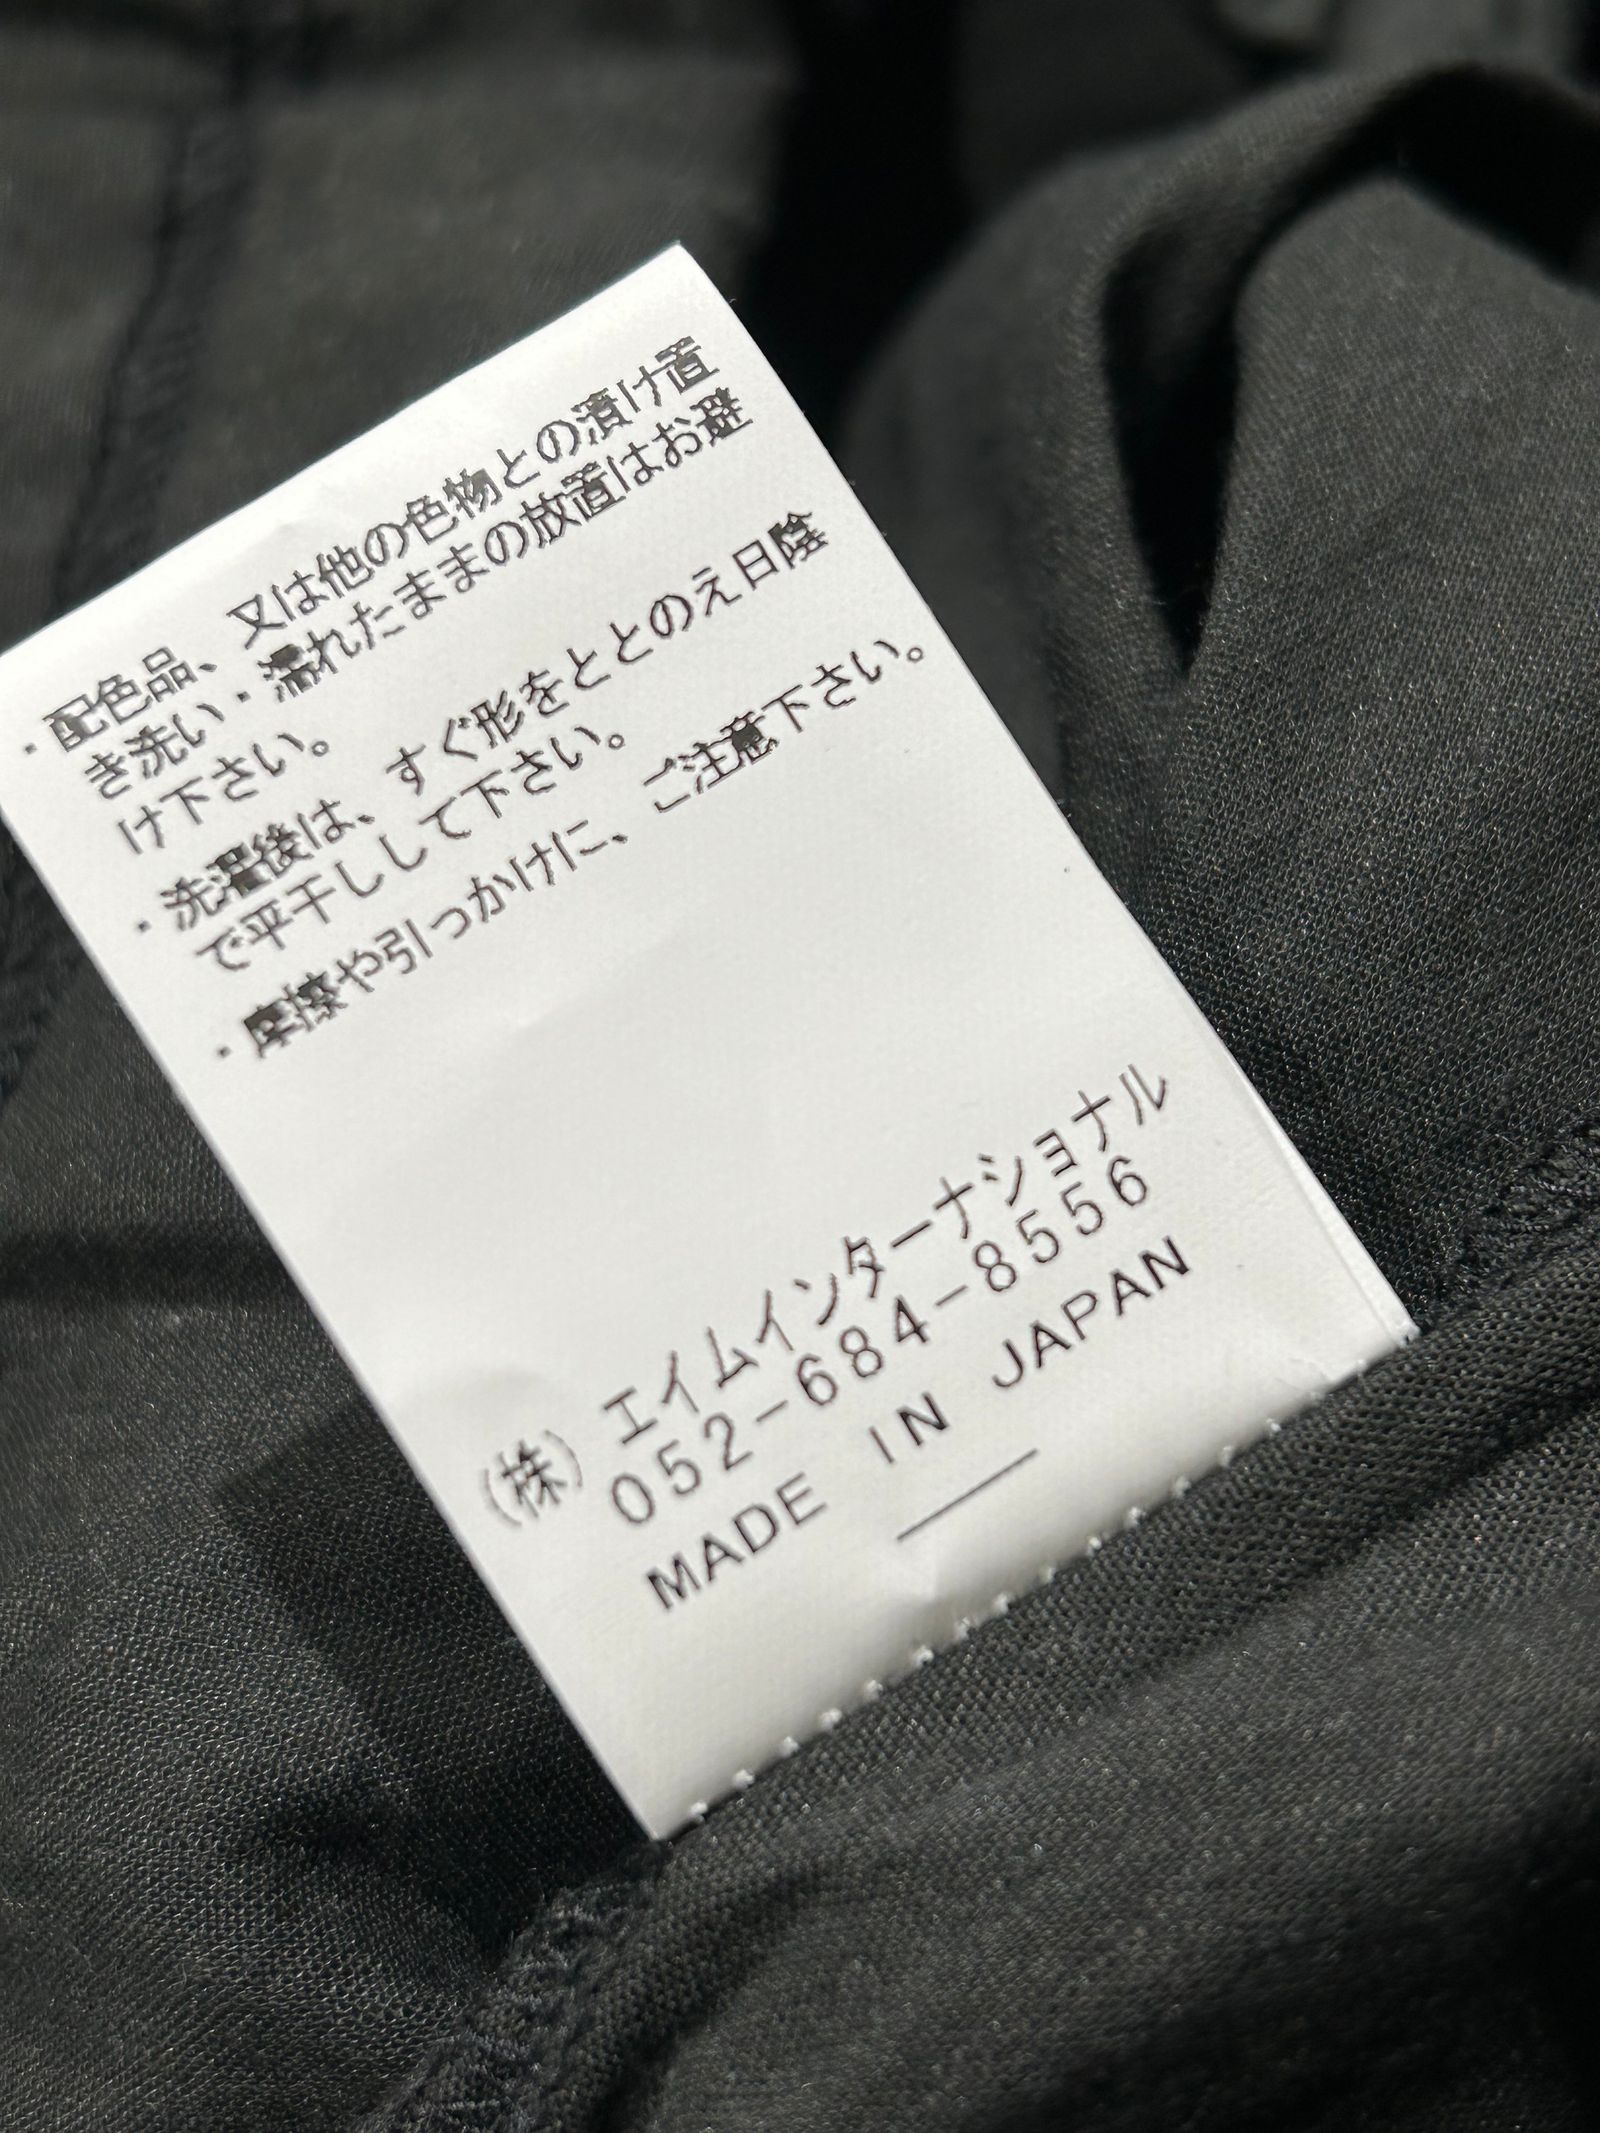 ・配色品、又は他の色物との漬け置
き洗い・濡れたままの放置はお避
け下さい。
・洗濯後は、すぐ形をととのえ日陰
で平干しして下さい。
・摩擦や引っかけに、ご注意下さい。
(株)エイムインターナショナル
052-684-8556
MADE IN JAPAN